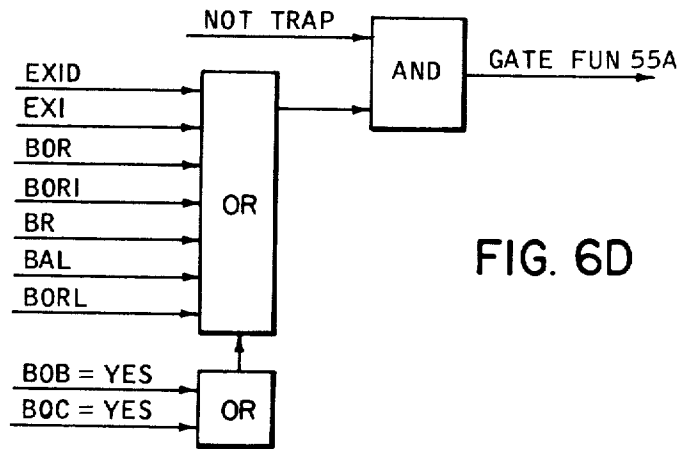 NOT TRAP
AND
GATE FUN 55A
EXID
EXI
BOR
BORI
BR
BAL
BORL
OR
FIG. 6D
BOB = YES
BOC = YES
OR